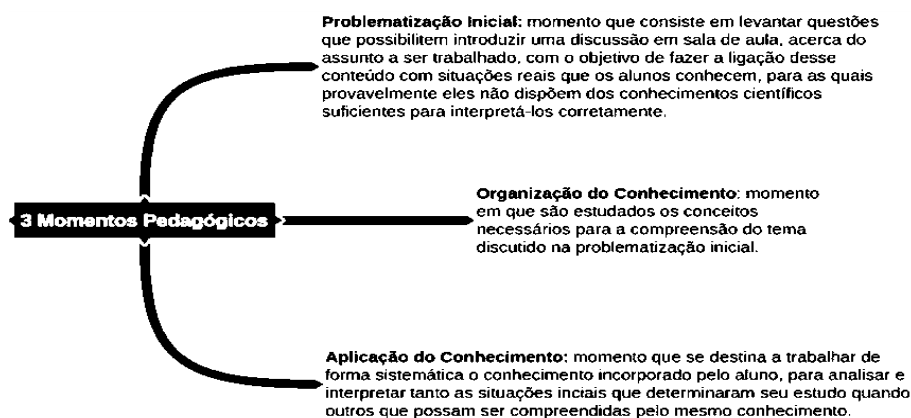 Problematização Inicial: momento que consiste em levantar questões
que possibilitem introduzir uma discussão em sala de aula, acerca do
assunto a ser trabalhado, com o objetivo de fazer a ligação desse
conteúdo com situações reais que os alunos conhecem, para as quais
provavelmente eles não dispõem dos conhecimentos científicos
suficientes para interpretá-los corretamente.
3 Momentos Pedagógicos
Organização do Conhecimento: momento
em que são estudados os conceitos
necessários para a compreensão do tema
discutido na problematização inicial.
Aplicação do Conhecimento: momento que se destina a trabalhar de
forma sistemática o conhecimento incorporado pelo aluno, para analisar e
interpretar tanto as situações inciais que determinaram seu estudo quando
outros que possam ser compreendidas pelo mesmo conhecimento.